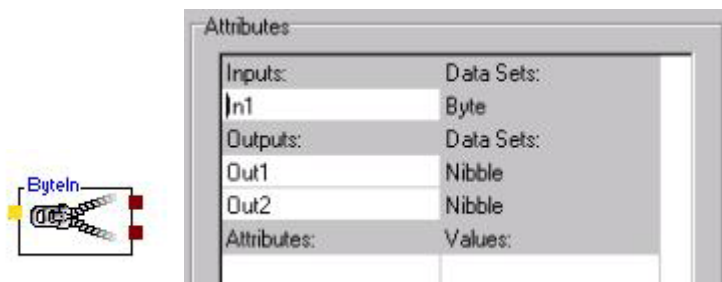 Attributes
Inputs: Data Sets:
In1 Byte
Outputs: Data Sets:
Out1 Nibble
Out2 Nibble
Attributes: Values:
ByteIn